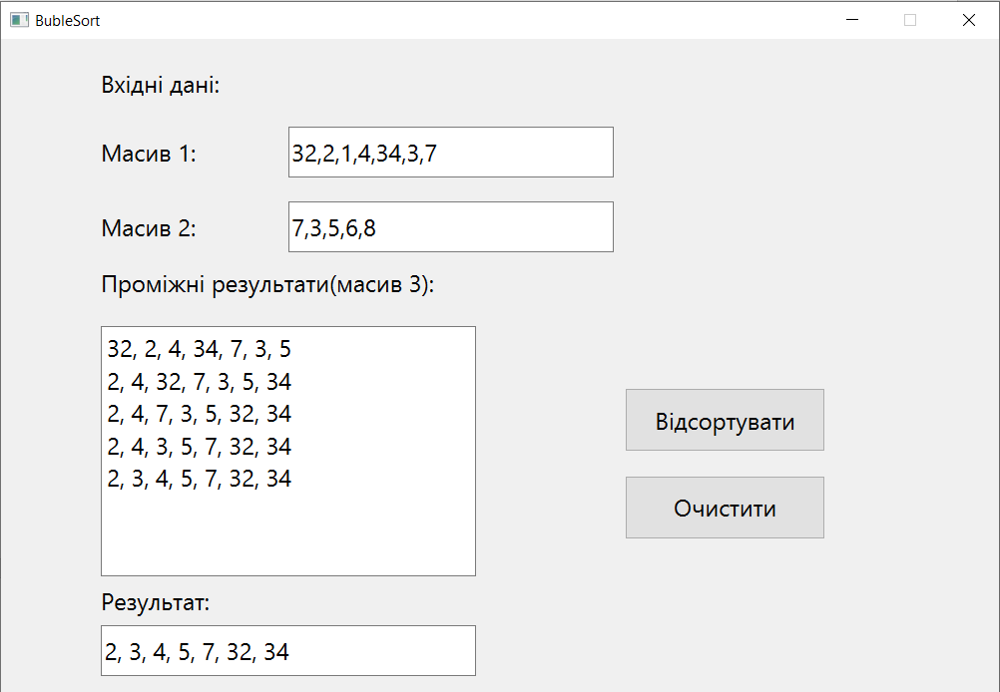 BubleSort
Вхідні дані:
Масив 1:
32,2,1,4,34,3,7
Масив 2:
7,3,5,6,8
Проміжні результати(масив 3):
32, 2, 4, 34, 7, 3, 5
2, 4, 32, 7, 3, 5, 34
2, 4, 7, 3, 5, 32, 34
2, 4, 3, 5, 7, 32, 34
2, 3, 4, 5, 7, 32, 34
Відсортувати
Очистити
Результат:
2, 3, 4, 5, 7, 32, 34